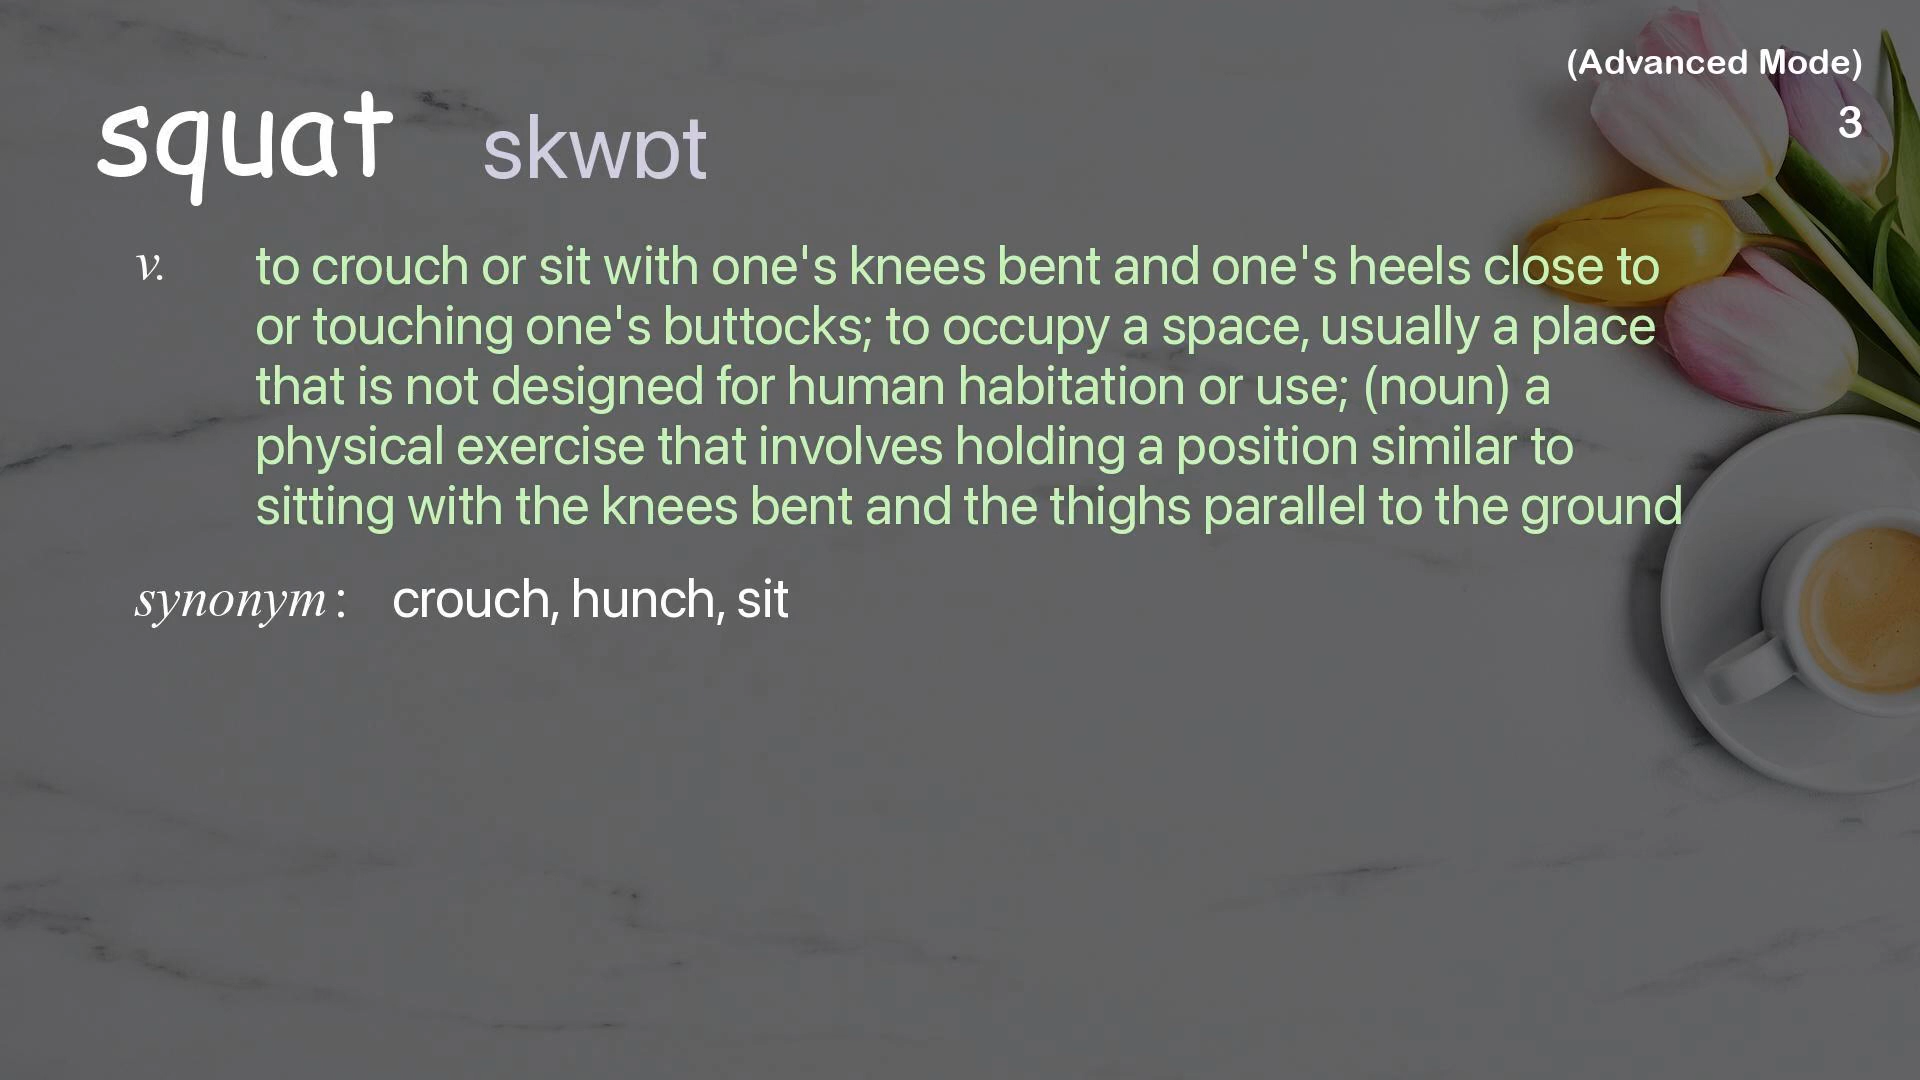 (Advanced Mode)
3
squat skwɒt
v. to crouch or sit with one's knees bent and one's heels close to
or touching one's buttocks; to occupy a space, usually a place
that is not designed for human habitation or use; (noun) a
physical exercise that involves holding a position similar to
sitting with the knees bent and the thighs parallel to the ground
synonym: crouch, hunch, sit